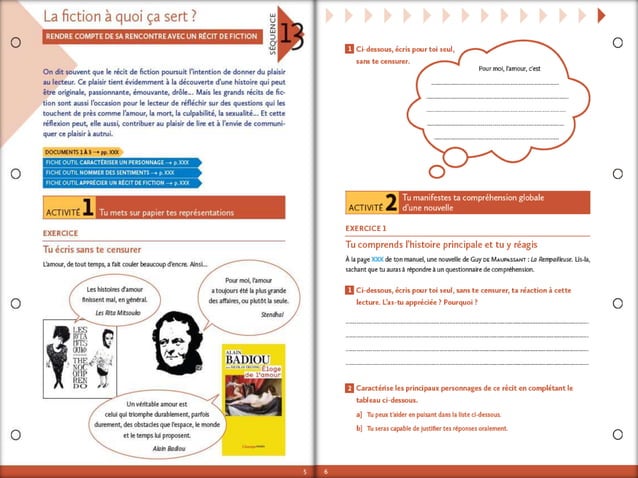 La fiction à quoi ça sert ?
RENDRE COMPTE DE SA RENCONTRE AVEC UN RÉCIT DE FICTION
SÉQUENCE
13
On dit souvent que le récit de fiction poursuit l'intention de donner du plaisir
au lecteur. Ce plaisir tient évidemment à la découverte d'une histoire qui peut
être originale, passionnante, émouvante, drôle... Mais les grands récits de fic-
tion sont aussi l'occasion pour le lecteur de réfléchir sur des questions qui les
touchent de près comme l'amour, la mort, la culpabilité, la sexualité... Et cette
réflexion peut, elle aussi, contribuer au plaisir de lire et à l'envie de communi-
quer ce plaisir à autrui.
DOCUMENTS 1 À 5 → pp. XXX
FICHE OUTIL CARACTÉRISER UN PERSONNAGE → p. XXX
FICHE OUTIL NOMMER DES SENTIMENTS → p. XXX
FICHE OUTIL APPRÉCIER UN RÉCIT DE FICTION → p. XXX
ACTIVITÉ 1 Tu mets sur papier tes représentations
EXERCICE
Tu écris sans te censurer
L'amour, de tout temps, a fait couler beaucoup d'encre. Ainsi...
Les histoires d'amour
finissent mal, en général.
Les Rita Mitsouko
Pour moi, l'amour
a toujours été la plus grande
des affaires, ou plutôt la seule.
Stendhal
LES
RITA
MITS
OUKO
THE
NO
COMP
REN
DO
ALAIN
BADIOU
Éloge
de l'amour
Un véritable amour est
celui qui triomphe durablement, parfois
durement, des obstacles que l'espace, le monde
et le temps lui proposent.
Alain Badiou
5
1 Ci-dessous, écris pour toi seul,
sans te censurer.
Pour moi, l'amour, c'est
ACTIVITÉ 2 Tu manifestes ta compréhension globale
d'une nouvelle
EXERCICE 1
Tu comprends l'histoire principale et tu y réagis
À la page XXX de ton manuel, une nouvelle de GUY DE MAUPASSANT : La Rempailleuse. Lis-la,
sachant que tu auras à répondre à un questionnaire de compréhension.
1 Ci-dessous, écris pour toi seul, sans te censurer, ta réaction à cette
lecture. L'as-tu appréciée ? Pourquoi ?
2 Caractérise les principaux personnages de ce récit en complétant le
tableau ci-dessous.
a] Tu peux t'aider en puisant dans la liste ci-dessous.
b] Tu seras capable de justifier tes réponses oralement.
6